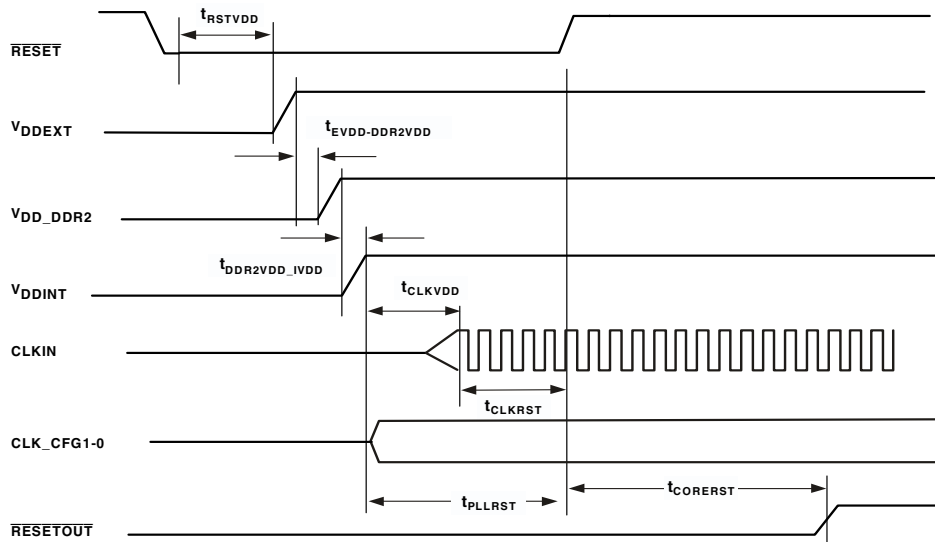 tRSTVDD
RESET
VDDEXT
tEVDD-DDR2VDD
VDD_DDR2
tDDR2VDD_IVDD
VDDINT
tCLKVDD
CLKIN
tCLKRST
CLK_CFG1-0
tPLLRST
tCORERST
RESETOUT